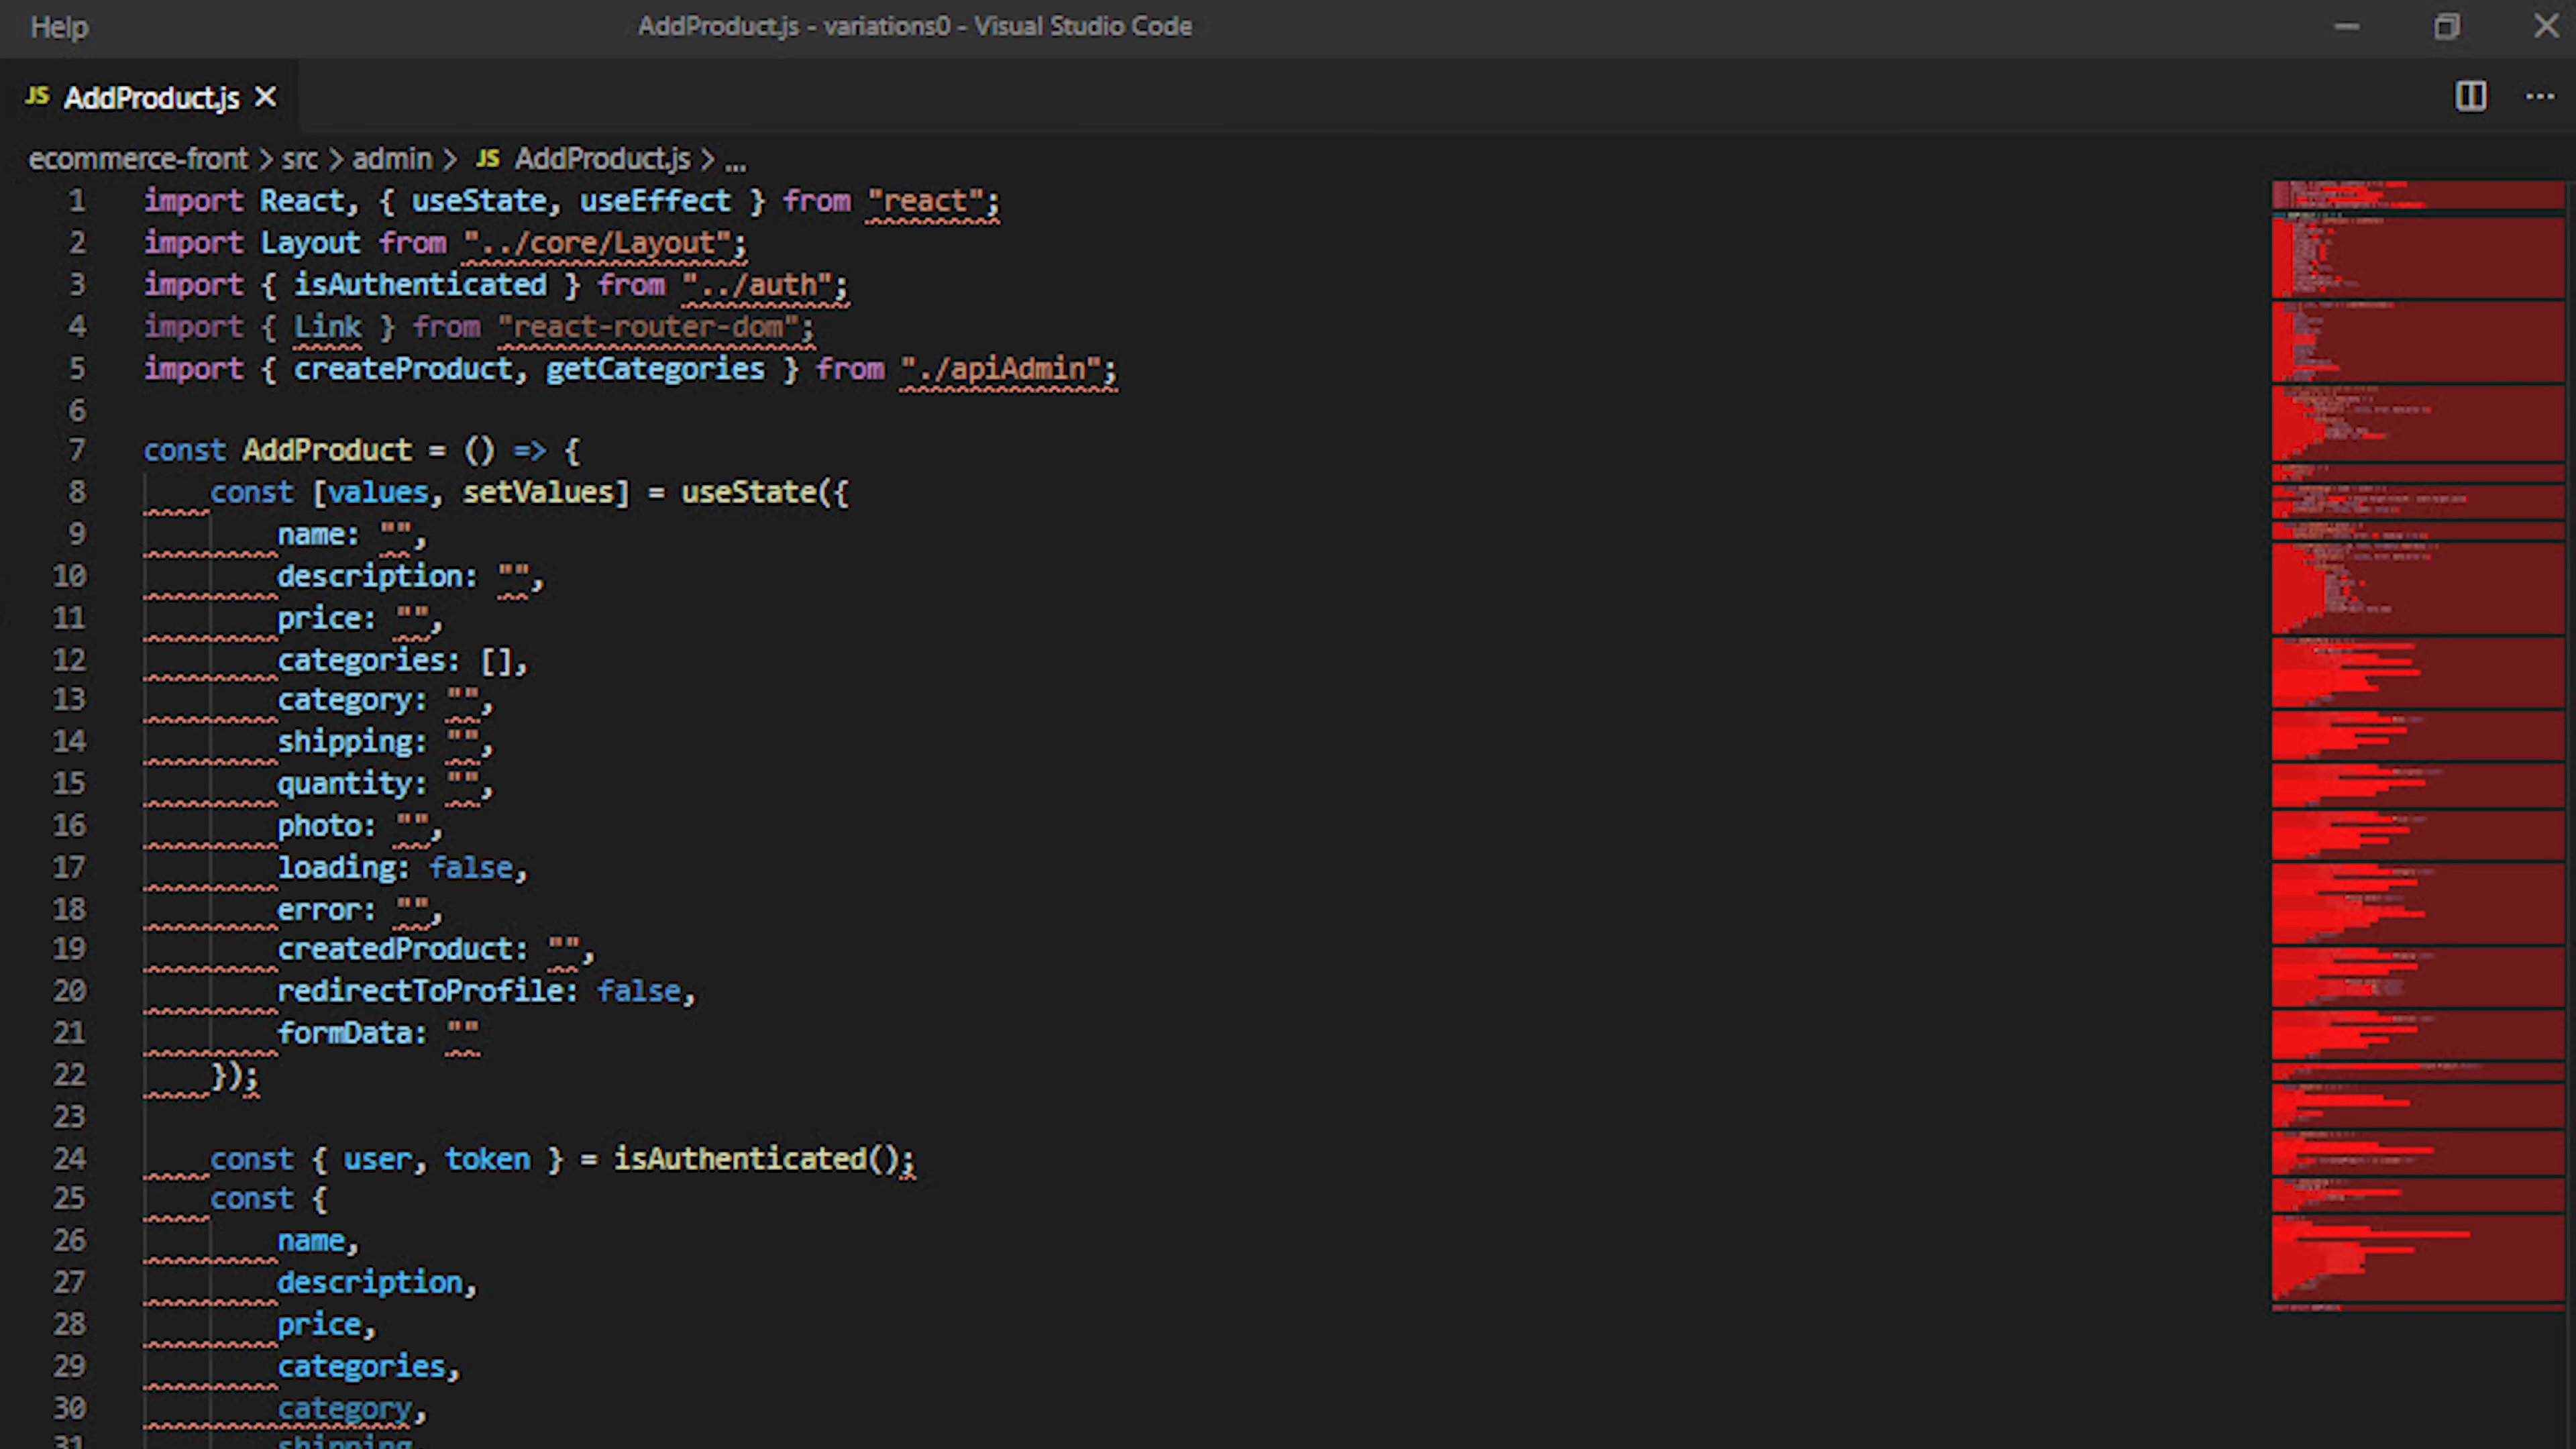 Help
AddProduct.js - variations0 - Visual Studio Code
JS AddProduct.js ×
ecommerce-front > src > admin > JS AddProduct.js > ...
1 import React, { useState, useEffect } from "react";
2 import Layout from "../core/Layout";
3 import { isAuthenticated } from "../auth";
4 import { Link } from "react-router-dom";
5 import { createProduct, getCategories } from "./apiAdmin";
6
7 const AddProduct = () => {
8 const [values, setValues] = useState({
9 name: "",
10 description: "",
11 price: "",
12 categories: [],
13 category: "",
14 shipping: "",
15 quantity: "",
16 photo: "",
17 loading: false,
18 error: "",
19 createdProduct: "",
20 redirectToProfile: false,
21 formData: ""
22 });
23
24 const { user, token } = isAuthenticated();
25 const {
26 name,
27 description,
28 price,
29 categories,
30 category,
31 shipping,